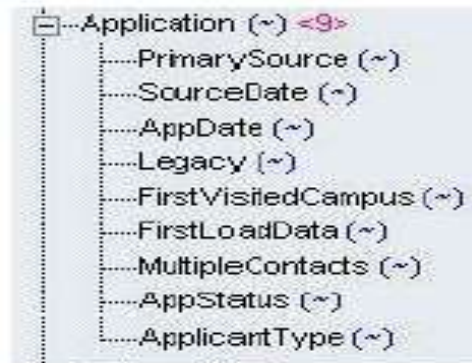 Application (~) <9>
PrimarySource (~)
SourceDate (~)
AppDate (~)
Legacy (~)
FirstVisitedCampus (~)
FirstLoadData (~)
MultipleContacts (~)
AppStatus (~)
ApplicantType (~)